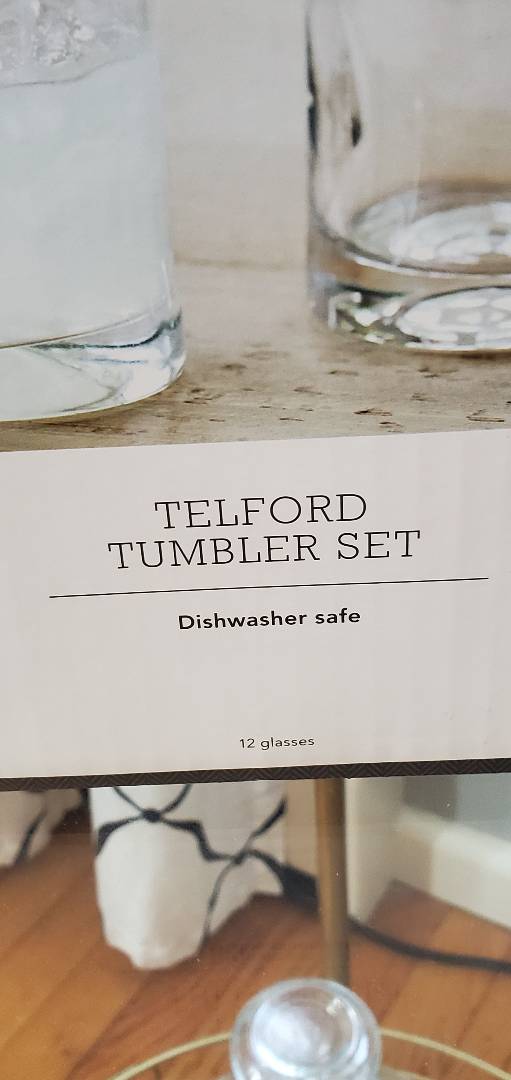 TELFORD
TUMBLER SET
Dishwasher safe
12 glasses